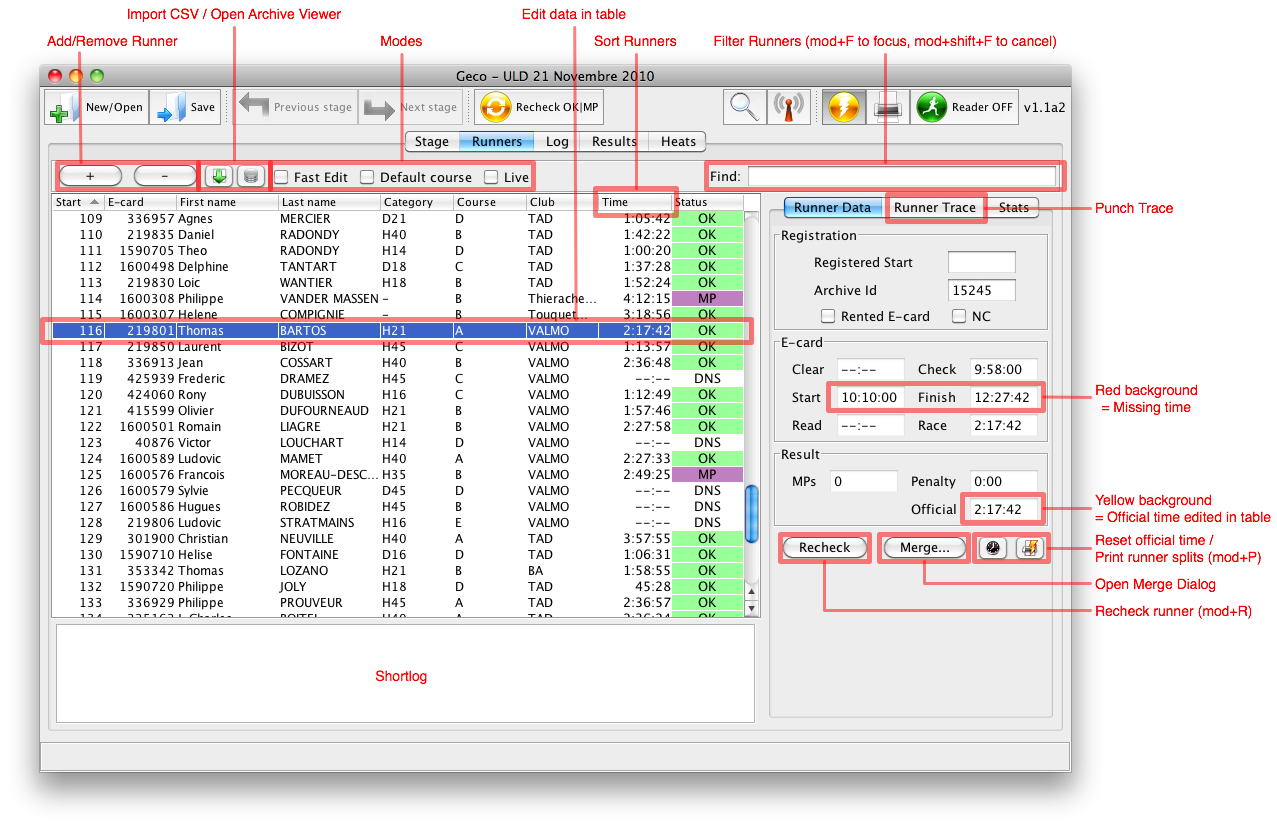 Import CSV / Open Archive Viewer
Edit data in table
Add/Remove Runner
Modes
Sort Runners
Filter Runners (mod+F to focus, mod+shift+F to cancel)
Geco - ULD 21 Novembre 2010
New/Open Save Previous stage Next stage Recheck OK|MP Reader OFF v1.1a2
Stage Runners Log Results Heats
+ - Fast Edit Default course Live Find:
Start E-card First name Last name Category Course Club Time Status
109 336957 Agnes MERCIER D21 D TAD 1:05:42 OK
110 219835 Daniel RADONDY H40 B TAD 1:42:22 OK
111 1590705 Theo RADONDY H14 D TAD 1:00:20 OK
112 1600498 Delphine TANTART D18 C TAD 1:37:28 OK
113 219830 Loic WANTIER H18 B TAD 1:52:24 OK
114 1600308 Philippe VANDER MASSEN - B Thierache... 4:12:15 MP
115 1600307 Helene COMPIGNIE - B Touquet... 3:18:56 OK
116 219801 Thomas BARTOS H21 A VALMO 2:17:42 OK
117 219850 Laurent BIZOT H45 C VALMO 1:13:57 OK
118 336913 Jean COSSART H40 B VALMO 2:36:48 OK
119 425939 Frederic DRAMEZ H45 C VALMO --:-- DNS
120 424060 Rony DUBUISSON H16 C VALMO 1:12:49 OK
121 415599 Olivier DUFOURNEAUD H21 B VALMO 1:57:46 OK
122 1600501 Romain LIAGRE H21 B VALMO 2:27:58 OK
123 40876 Victor LOUCHART H14 D VALMO --:-- DNS
124 1600589 Ludovic MAMET H40 A VALMO 2:27:33 OK
125 1600576 Francois MOREAU-DESC... H35 B VALMO 2:49:25 MP
126 1600579 Sylvie PECQUEUR D45 D VALMO --:-- DNS
127 1600586 Hugues ROBIDEZ H45 B VALMO --:-- DNS
128 219806 Ludovic STRATMAINS H16 E VALMO --:-- DNS
129 301900 Christian NEUVILLE H40 A TAD 3:57:55 OK
130 1590710 Helise FONTAINE D16 D TAD 1:06:31 OK
131 353342 Thomas LOZANO H21 B BA 1:58:55 OK
132 1590720 Philippe JOLY H18 D TAD 45:28 OK
133 336929 Philippe PROUVEUR H45 A TAD 2:36:57 OK
Shortlog
Runner Data Runner Trace Stats
Punch Trace
Registration
Registered Start
Archive Id 15245
Rented E-card NC
E-card
Clear --:-- Check 9:58:00
Start 10:10:00 Finish 12:27:42
Read --:-- Race 2:17:42
Red background
= Missing time
Result
MPs 0 Penalty 0:00
Official 2:17:42
Yellow background
= Official time edited in table
Recheck Merge...
Reset official time /
Print runner splits (mod+P)
Open Merge Dialog
Recheck runner (mod+R)